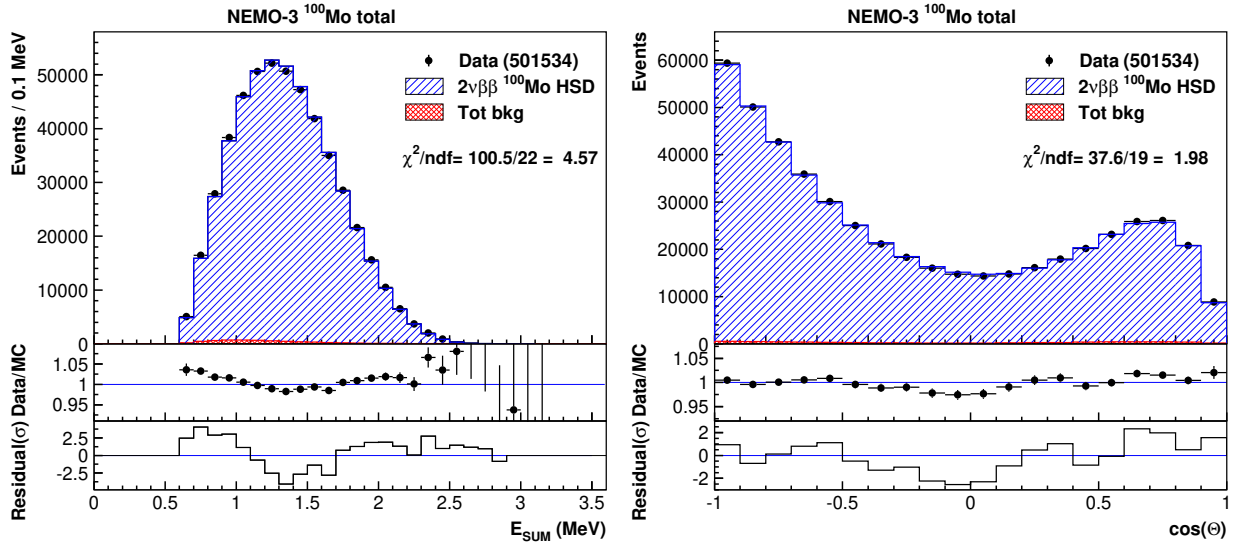 NEMO-3 ¹⁰⁰Mo total
Events / 0.1 MeV
50000
40000
30000
20000
10000
0
Data (501534)
2νββ ¹⁰⁰Mo HSD
Tot bkg
χ²/ndf= 100.5/22 = 4.57
Data/MC
1.05
1
0.95
Residual(σ)
2.5
0
-2.5
0 0.5 1 1.5 2 2.5 3 3.5
E_SUM (MeV)
NEMO-3 ¹⁰⁰Mo total
Events
60000
50000
40000
30000
20000
10000
0
Data (501534)
2νββ ¹⁰⁰Mo HSD
Tot bkg
χ²/ndf= 37.6/19 = 1.98
Data/MC
1.05
1
0.95
Residual(σ)
2
0
-2
-1 -0.5 0 0.5 1
cos(Θ)